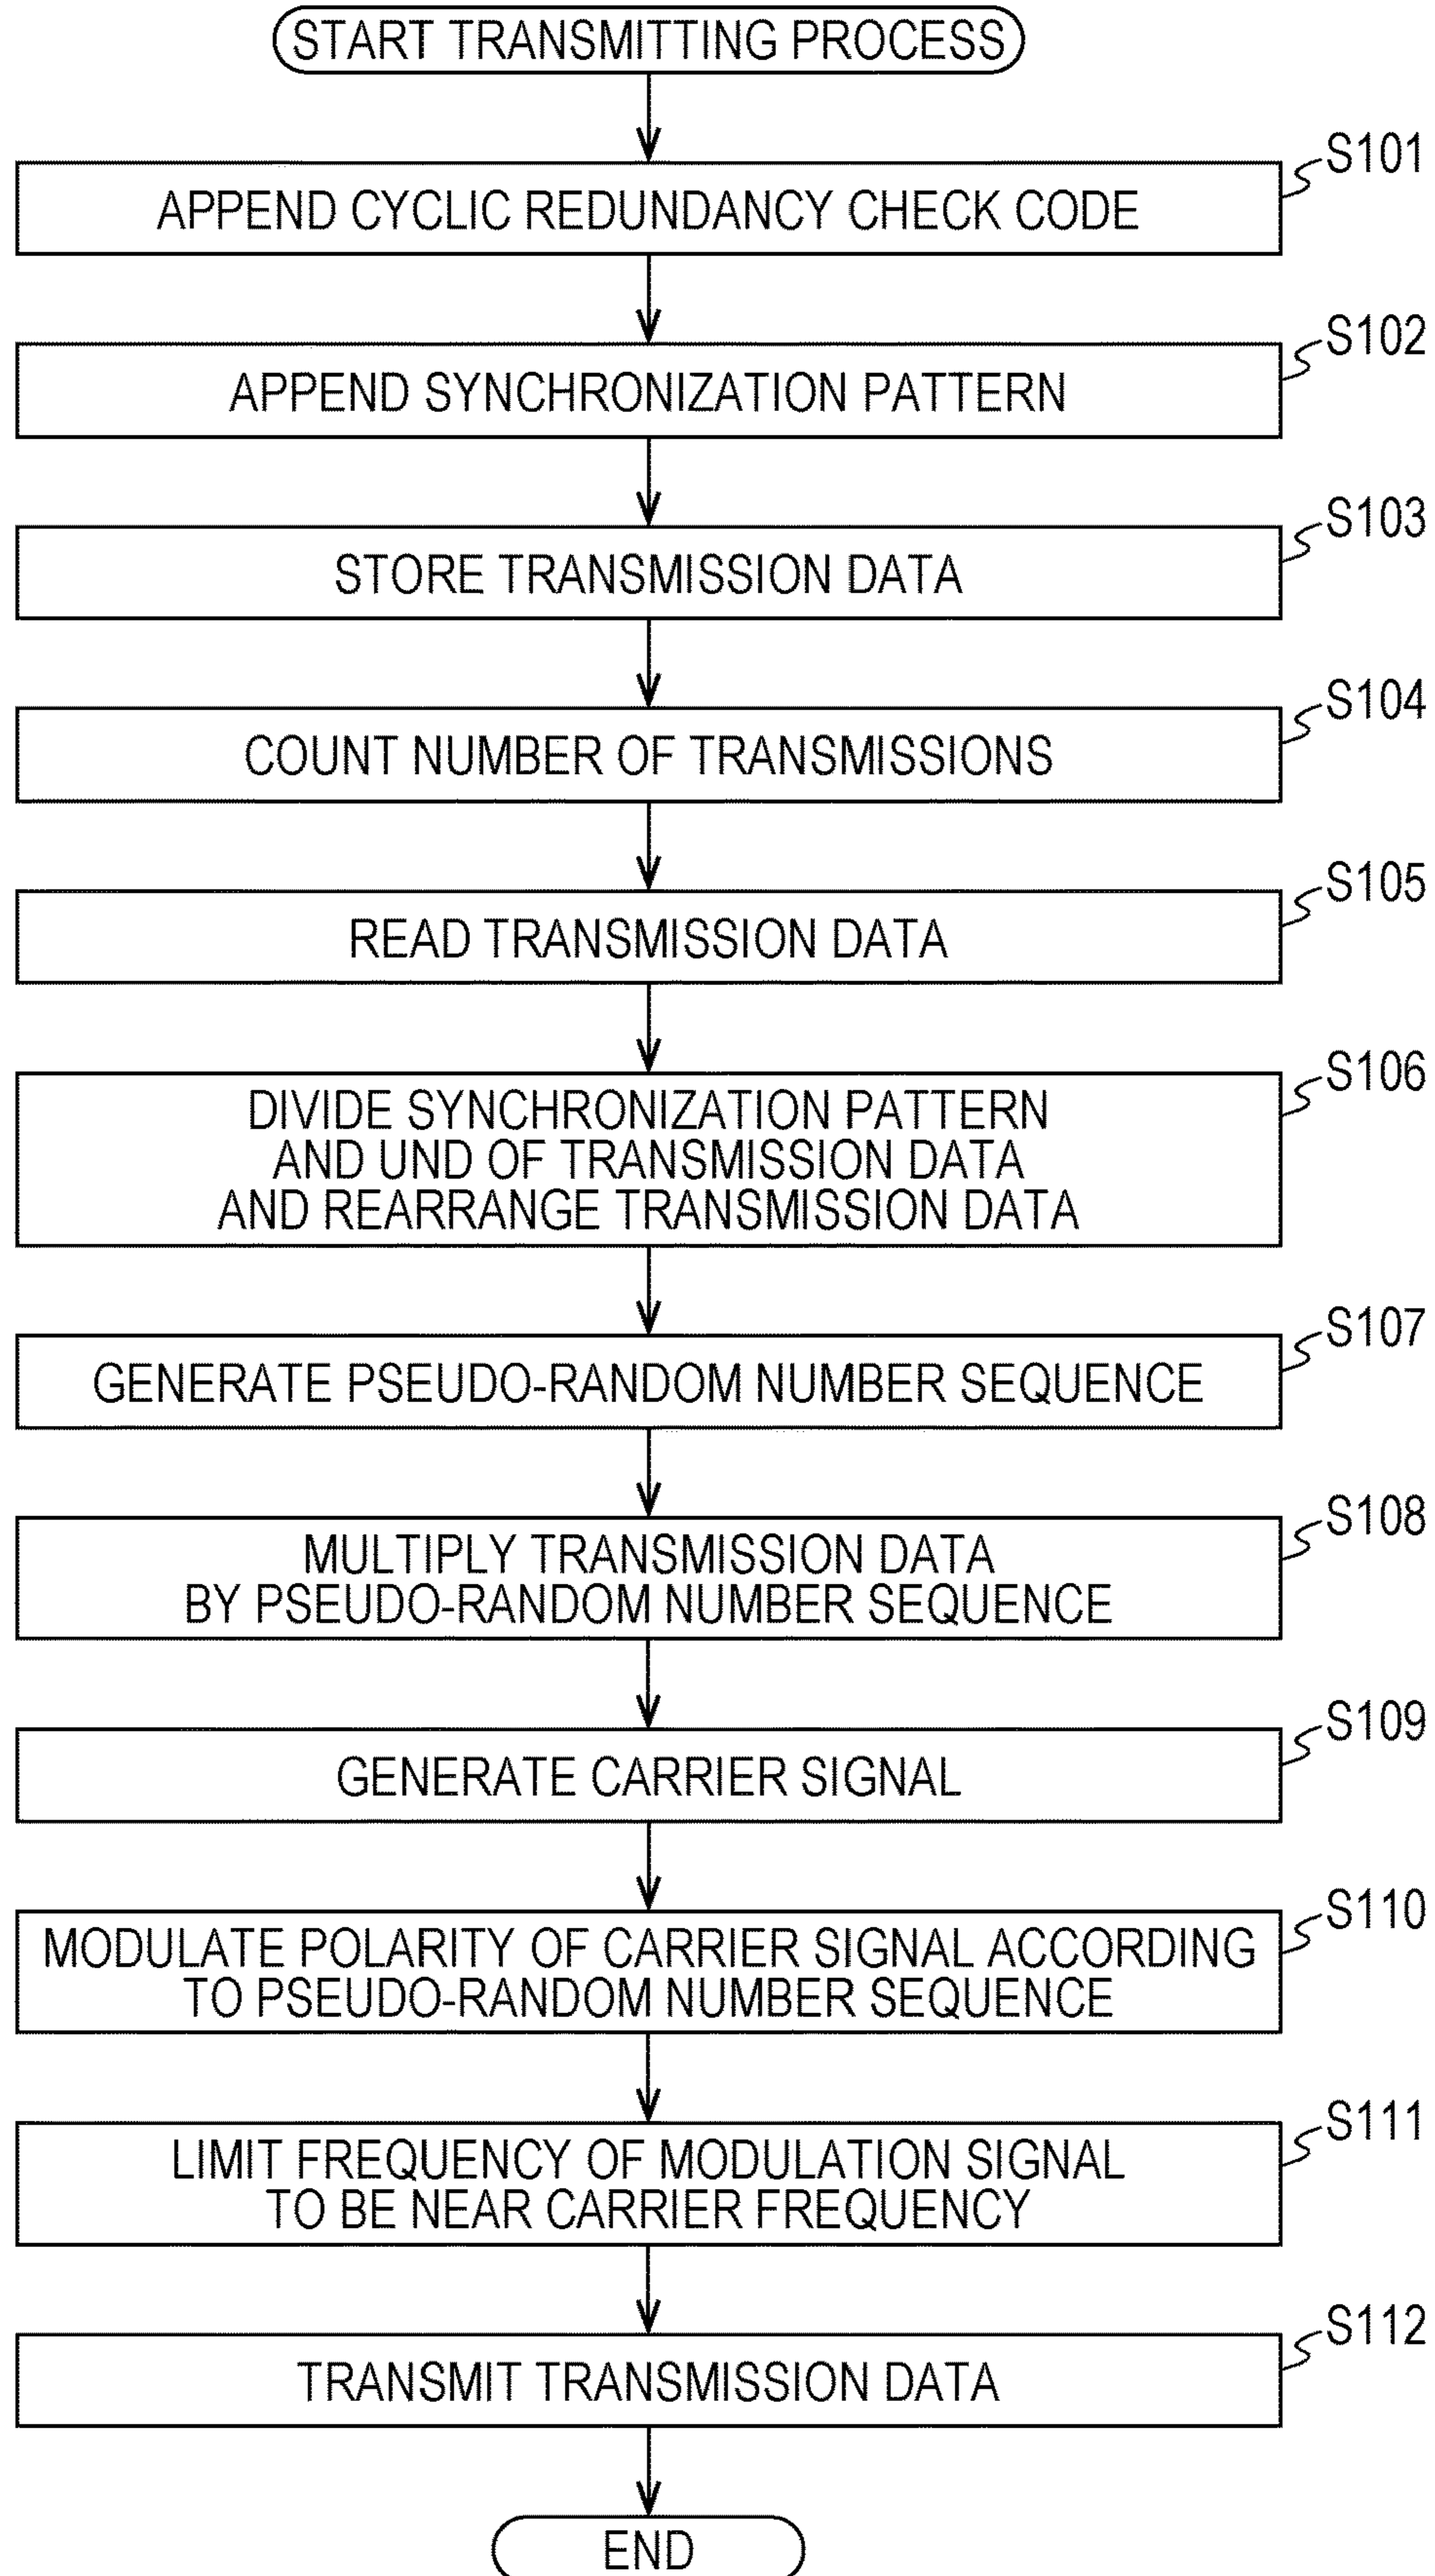 START TRANSMITTING PROCESS
S101
APPEND CYCLIC REDUNDANCY CHECK CODE
S102
APPEND SYNCHRONIZATION PATTERN
S103
STORE TRANSMISSION DATA
S104
COUNT NUMBER OF TRANSMISSIONS
S105
READ TRANSMISSION DATA
S106
DIVIDE SYNCHRONIZATION PATTERN
AND UND OF TRANSMISSION DATA
AND REARRANGE TRANSMISSION DATA
S107
GENERATE PSEUDO-RANDOM NUMBER SEQUENCE
S108
MULTIPLY TRANSMISSION DATA
BY PSEUDO-RANDOM NUMBER SEQUENCE
S109
GENERATE CARRIER SIGNAL
S110
MODULATE POLARITY OF CARRIER SIGNAL ACCORDING
TO PSEUDO-RANDOM NUMBER SEQUENCE
S111
LIMIT FREQUENCY OF MODULATION SIGNAL
TO BE NEAR CARRIER FREQUENCY
S112
TRANSMIT TRANSMISSION DATA
END